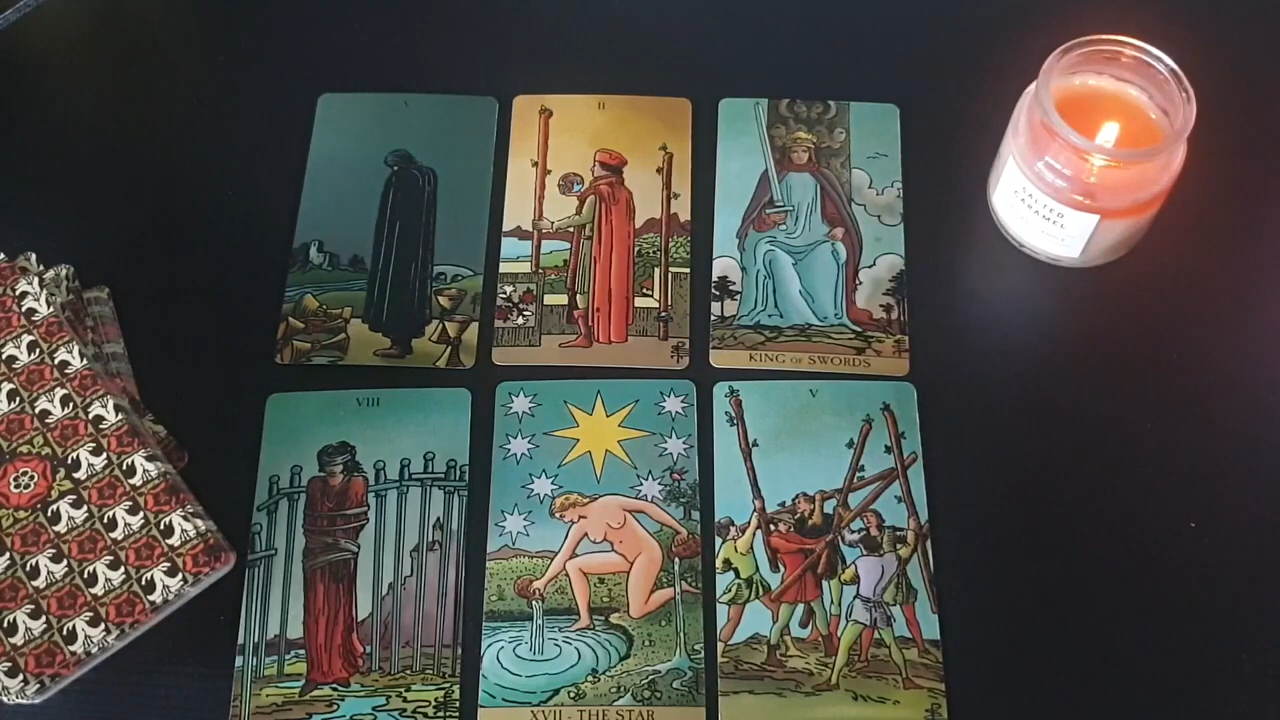 V
II
KING OF SWORDS
SALTED
CARAMEL
VIII
XVII - THE STAR
V